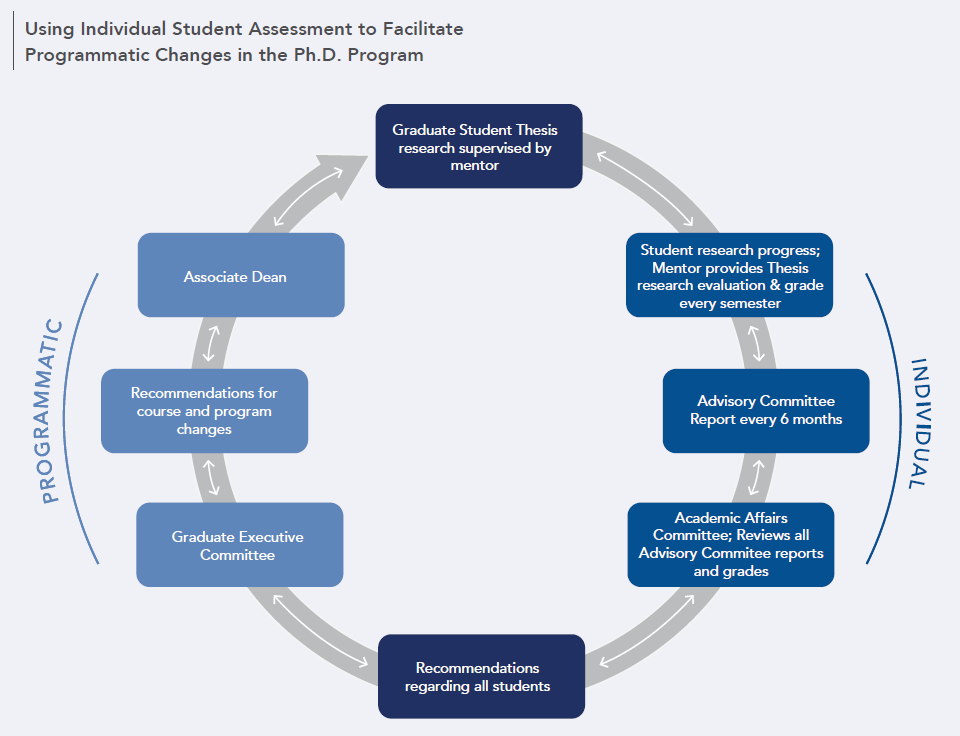 Using Individual Student Assessment to Facilitate
Programmatic Changes in the Ph.D. Program
Graduate Student Thesis
research supervised by
mentor
Student research progress;
Mentor provides Thesis
research evaluation & grade
every semester
Advisory Committee
Report every 6 months
Academic Affairs
Committee; Reviews all
Advisory Commitee reports
and grades
Recommendations
regarding all students
Graduate Executive
Committee
Recommendations for
course and program
changes
Associate Dean
PROGRAMMATIC
INDIVIDUAL